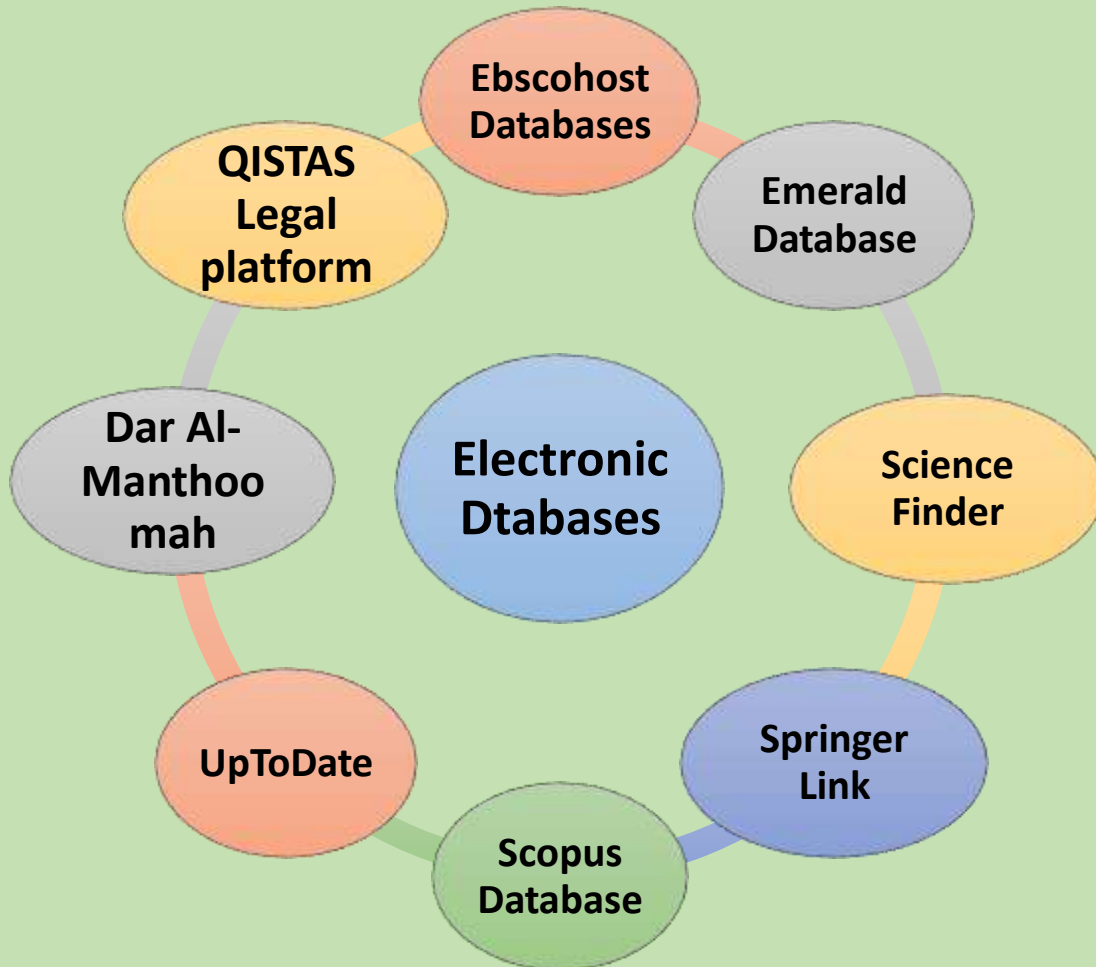 Ebscohost
Databases
Emerald
Database
Science
Finder
Springer
Link
Scopus
Database
UpToDate
Dar Al-
Manthoo
mah
QISTAS
Legal
platform
Electronic
Dtabases